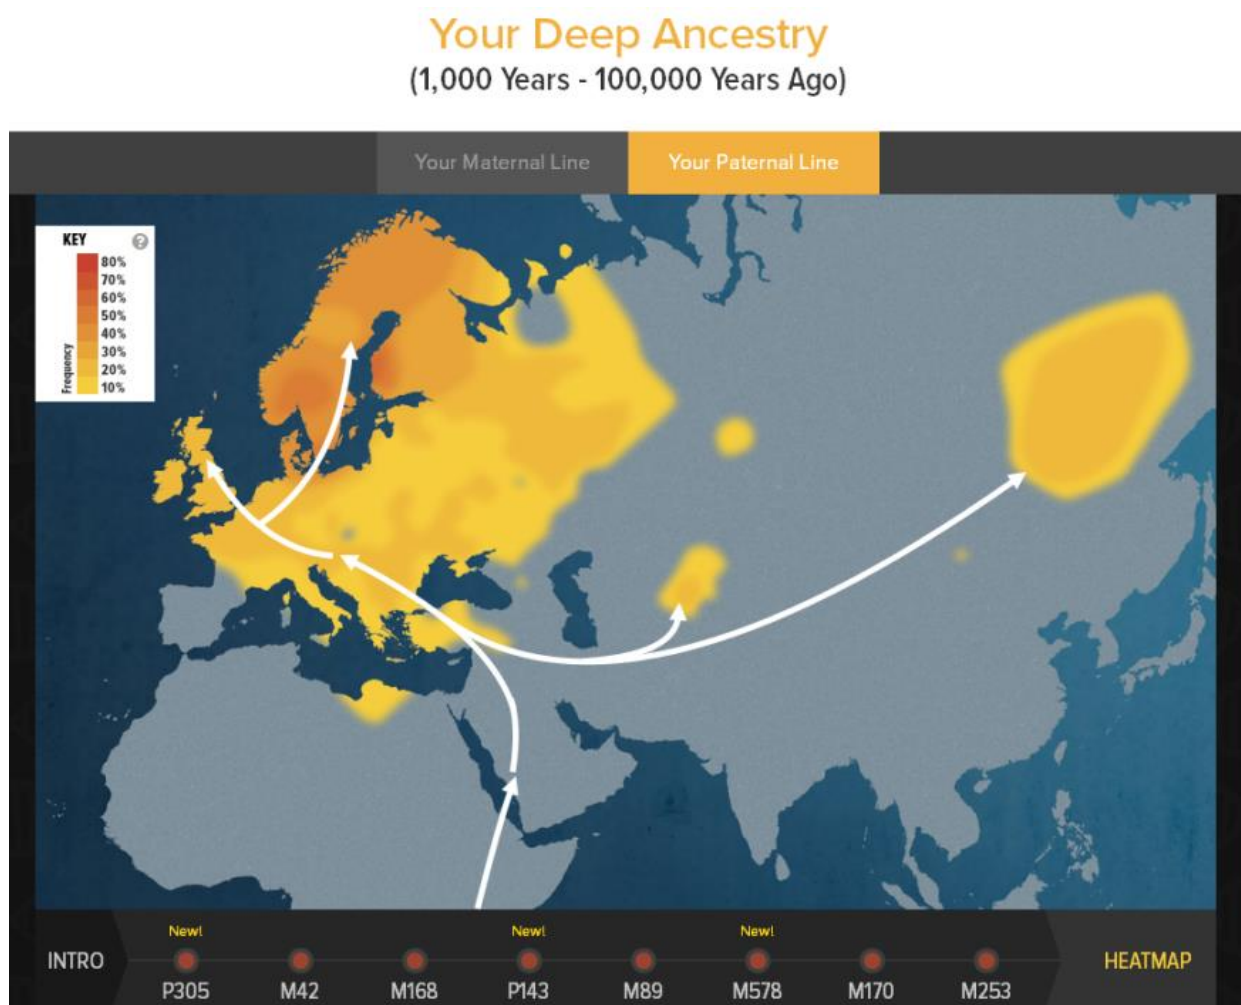 Your Deep Ancestry
(1,000 Years - 100,000 Years Ago)
Your Maternal Line
Your Paternal Line
KEY
?
80%
70%
60%
50%
40%
30%
20%
10%
Frequency
New!
New!
New!
INTRO
P305
M42
M168
P143
M89
M578
M170
M253
HEATMAP